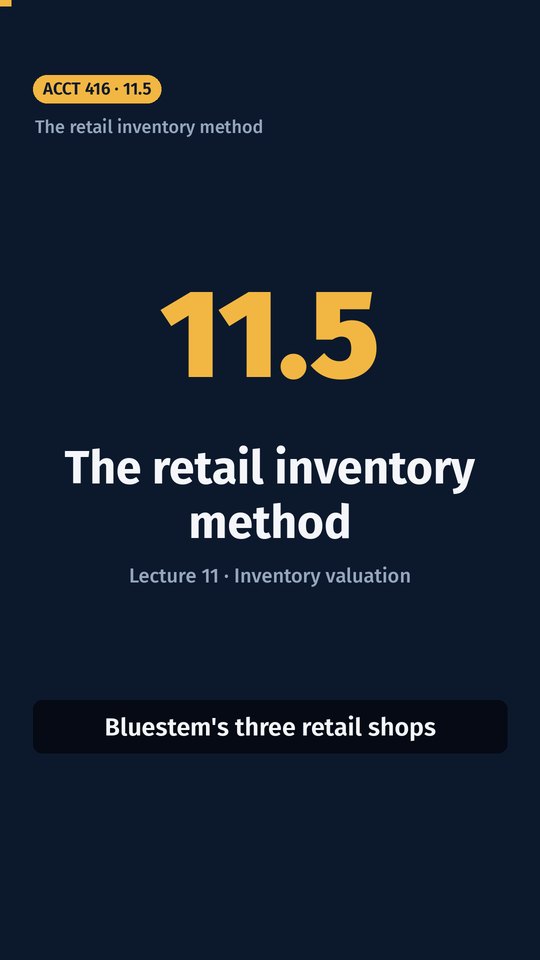 ACCT 416 · 11.5
The retail inventory method
11.5
The retail inventory
method
Lecture 11 · Inventory valuation
Bluestem's three retail shops